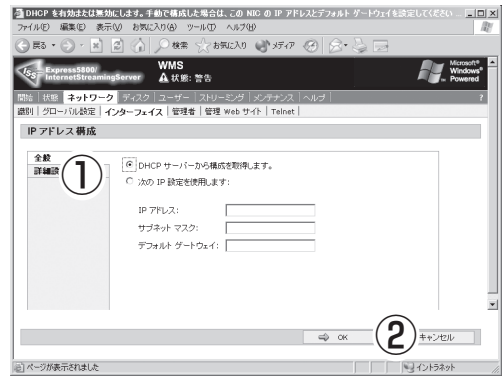 DHCP を有効または無効にします。手動で構成した場合は、この NIC の IP アドレスとデフォルト ゲートウェイを設定してください ...
ファイル(F) 編集(E) 表示(V) お気に入り(A) ツール(T) ヘルプ(H)
戻る 検索 お気に入り メディア
Iss Express5800/
InternetStreamingServer
WMS
状態: 警告
Microsoft®
Windows®
Powered
開始 状態 ネットワーク ディスク ユーザー ストリーミング メンテナンス ヘルプ ?
識別 グローバル設定 インターフェイス 管理者 管理 Web サイト Telnet
IP アドレス構成
全般
詳細設
①
DHCP サーバーから構成を取得します。
次の IP 設定を使用します:
IP アドレス:
サブネット マスク:
デフォルト ゲートウェイ:
OK
② キャンセル
ページが表示されました
イントラネット